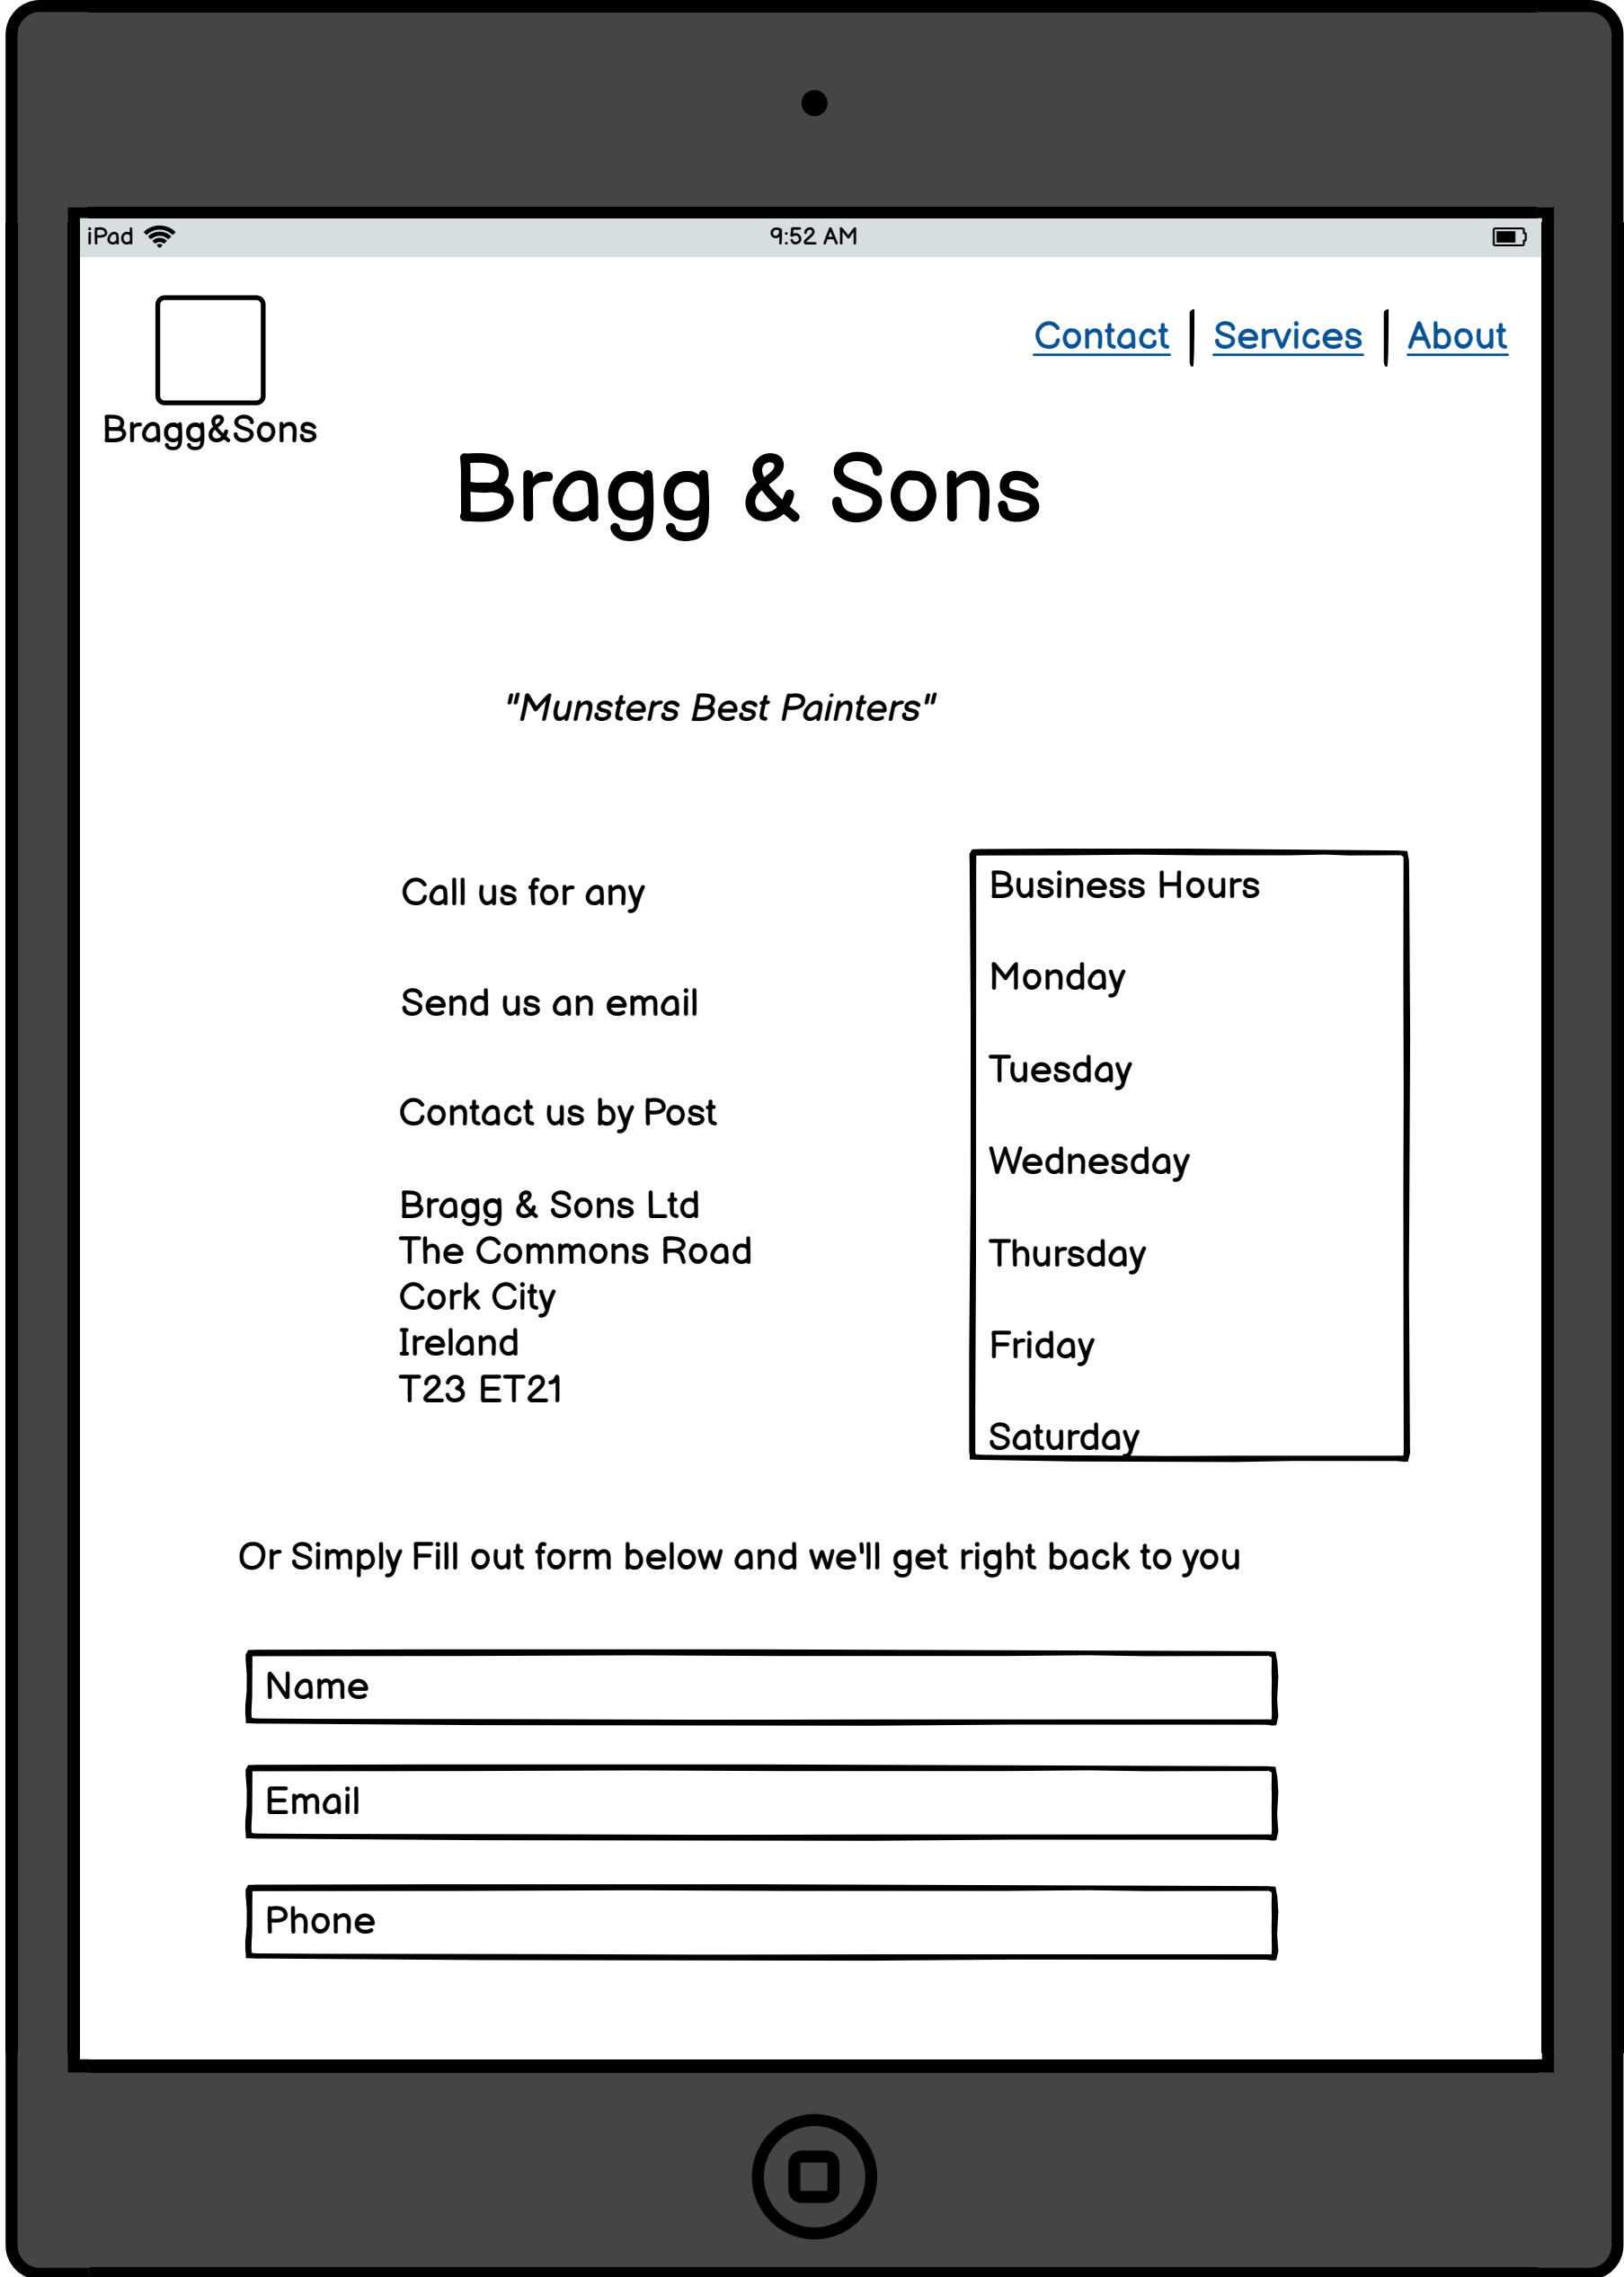 iPad 9:52 AM
Contact Services About
Bragg&Sons
Bragg & Sons
"Munsters Best Painters"
Call us for any
Send us an email
Contact us by Post
Bragg & Sons Ltd
The Commons Road
Cork City
Ireland
T23 ET21
Business Hours
Monday
Tuesday
Wednesday
Thursday
Friday
Saturday
Or Simply Fill out form below and we'll get right back to you
Name
Email
Phone